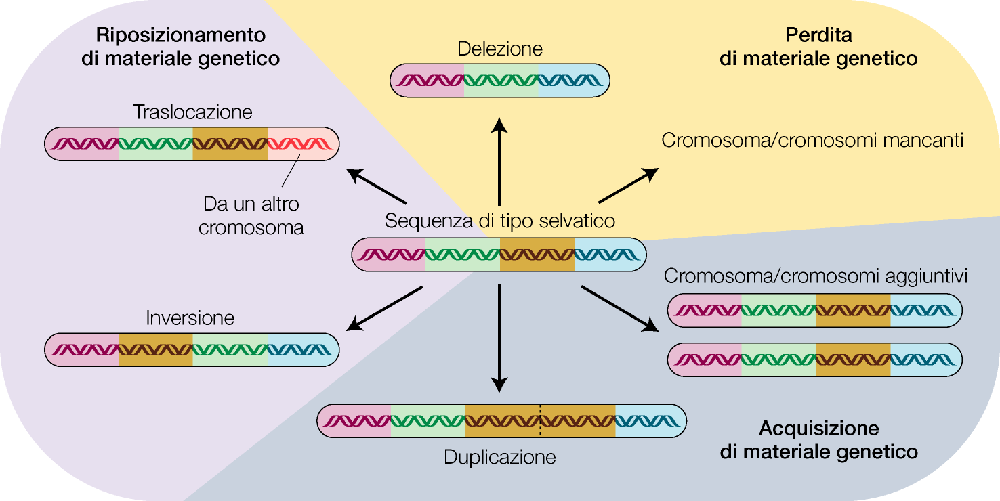 Riposizionamento
di materiale genetico
Delezione
Perdita
di materiale genetico
Traslocazione
Cromosoma/cromosomi mancanti
Da un altro
cromosoma
Sequenza di tipo selvatico
Cromosoma/cromosomi aggiuntivi
Inversione
Duplicazione
Acquisizione
di materiale genetico